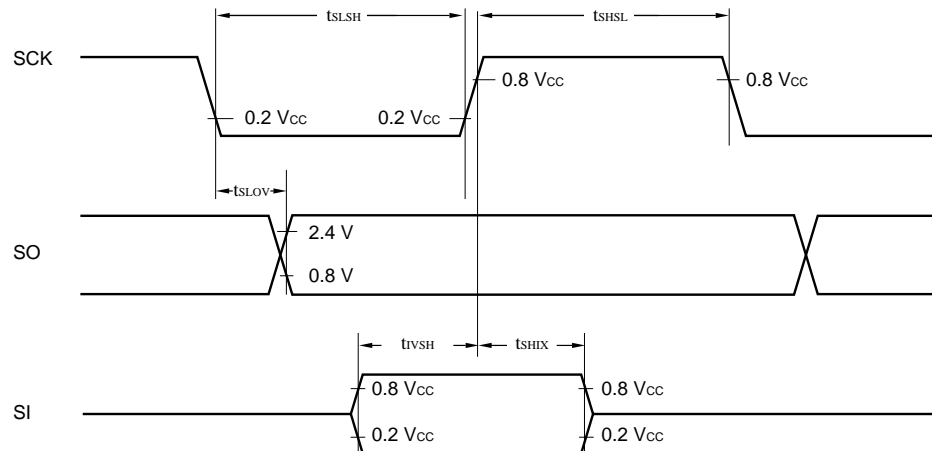 tSLSH tSHSL
SCK
0.8 VCC 0.8 VCC
0.2 VCC 0.2 VCC
tSLOV
2.4 V
SO
0.8 V
tIVSH tSHIX
0.8 VCC 0.8 VCC
SI
0.2 VCC 0.2 VCC